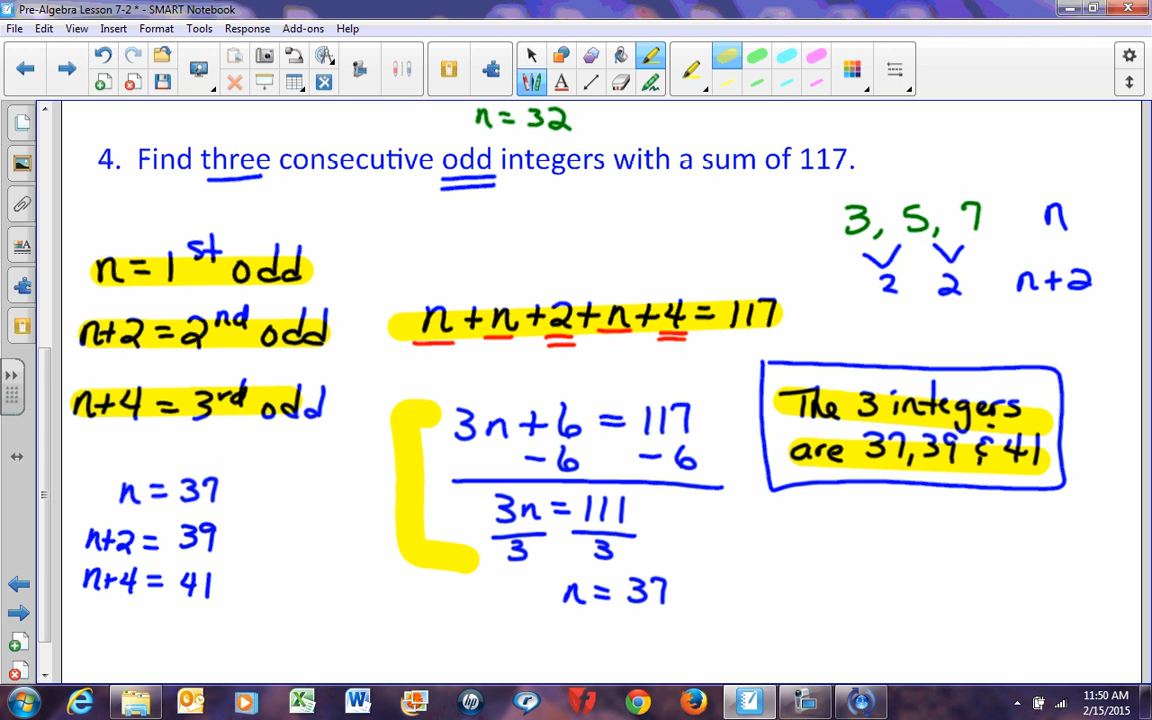 Pre-Algebra Lesson 7-2 * - SMART Notebook
File Edit View Insert Format Tools Response Add-ons Help
n = 32
4. Find three consecutive odd integers with a sum of 117.
3, 5, 7 n
2 2 n+2
n = 1st odd
n+2 = 2nd odd
n+4 = 3rd odd
n + n + 2 + n + 4 = 117
3n + 6 = 117
- 6 - 6
3n = 111
3 3
n = 37
The 3 integers
are 37, 39 & 41
n = 37
n+2 = 39
n+4 = 41
11:50 AM
2/15/2015